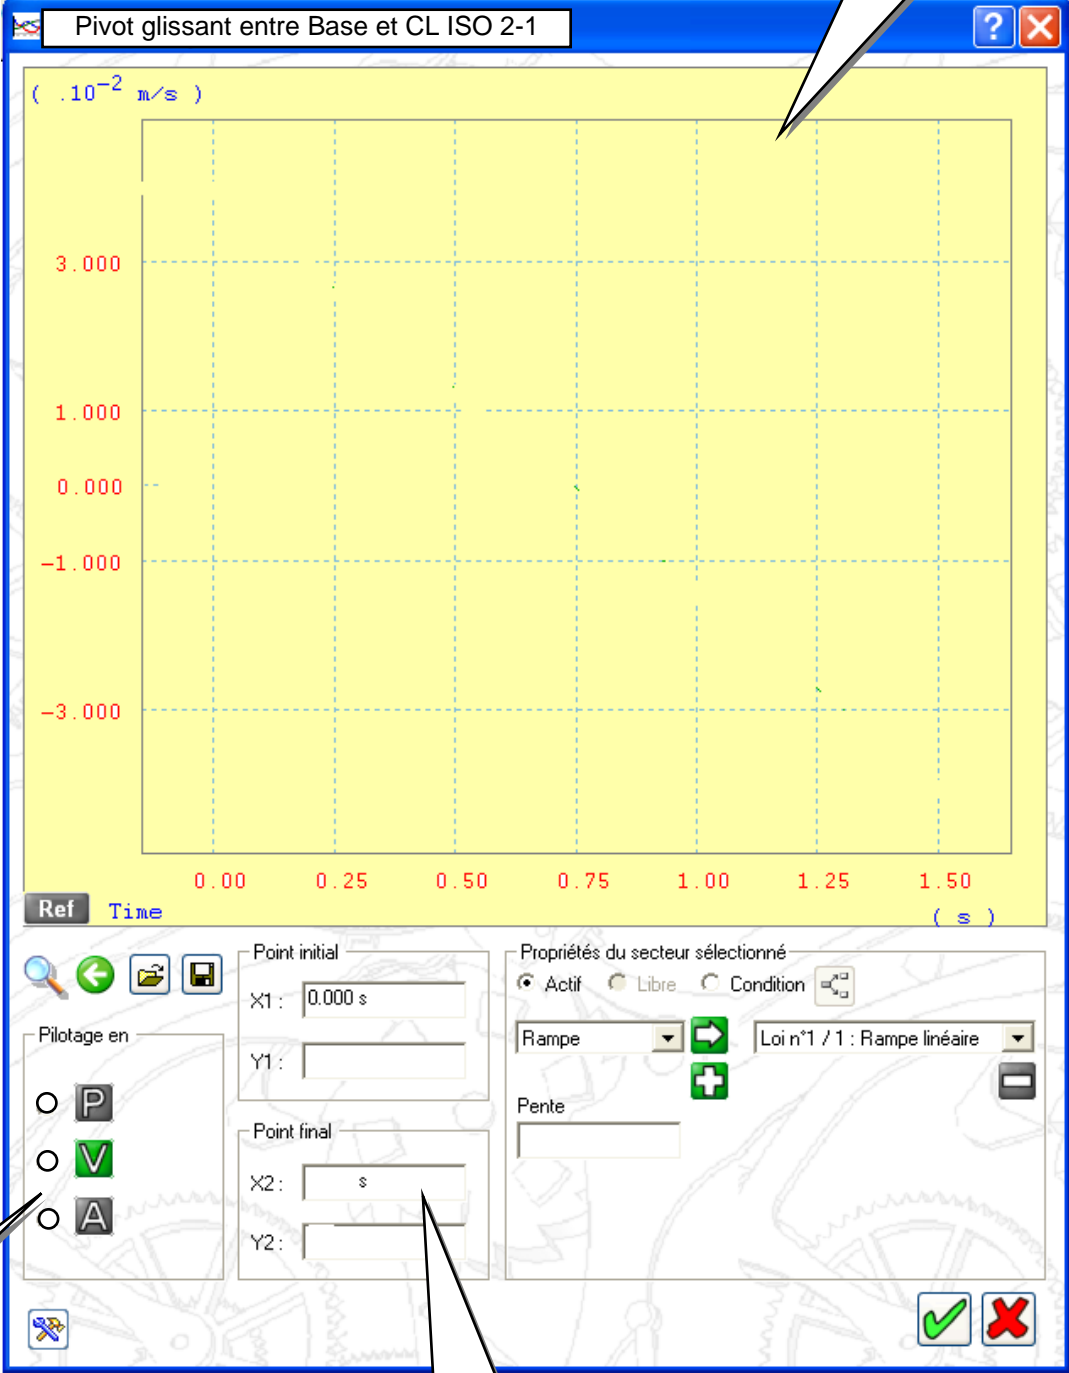 Pivot glissant entre Base et CL ISO 2-1
?
( .10⁻² m/s )
3.000
1.000
0.000
-1.000
-3.000
0.00 0.25 0.50 0.75 1.00 1.25 1.50
Ref Time ( s )
Point initial
X1 : 0.000 s
Y1 :
Propriétés du secteur sélectionné
Actif Libre Condition
Rampe Loi n°1 / 1 : Rampe linéaire
Pente
Pilotage en
P
V
A
Point final
X2 : s
Y2 :